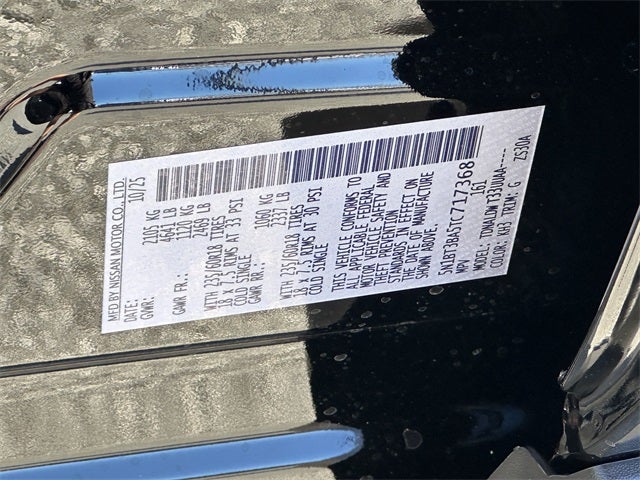 MFD BY NISSAN MOTOR CO., LTD.
DATE: 10/25
GVWR: 2105 KG
4641 LB
GAWR FR.: 1120 KG
2469 LB
WITH 235/60R18 TIRES
18 X 7.5 RIMS AT 33 PSI
COLD SINGLE
GAWR RR.: 1060 KG
2337 LB
WITH 235/60R18 TIRES
18 X 7.5 RIMS AT 30 PSI
COLD SINGLE
THIS VEHICLE CONFORMS TO
ALL APPLICABLE FEDERAL
MOTOR VEHICLE SAFETY AND
THEFT PREVENTION
STANDARDS IN EFFECT ON
THE DATE OF MANUFACTURE
SHOWN ABOVE.
5N1BT3BA5TC717368
MPV 161
COLOR: KH3 TRIM: G ZS30A